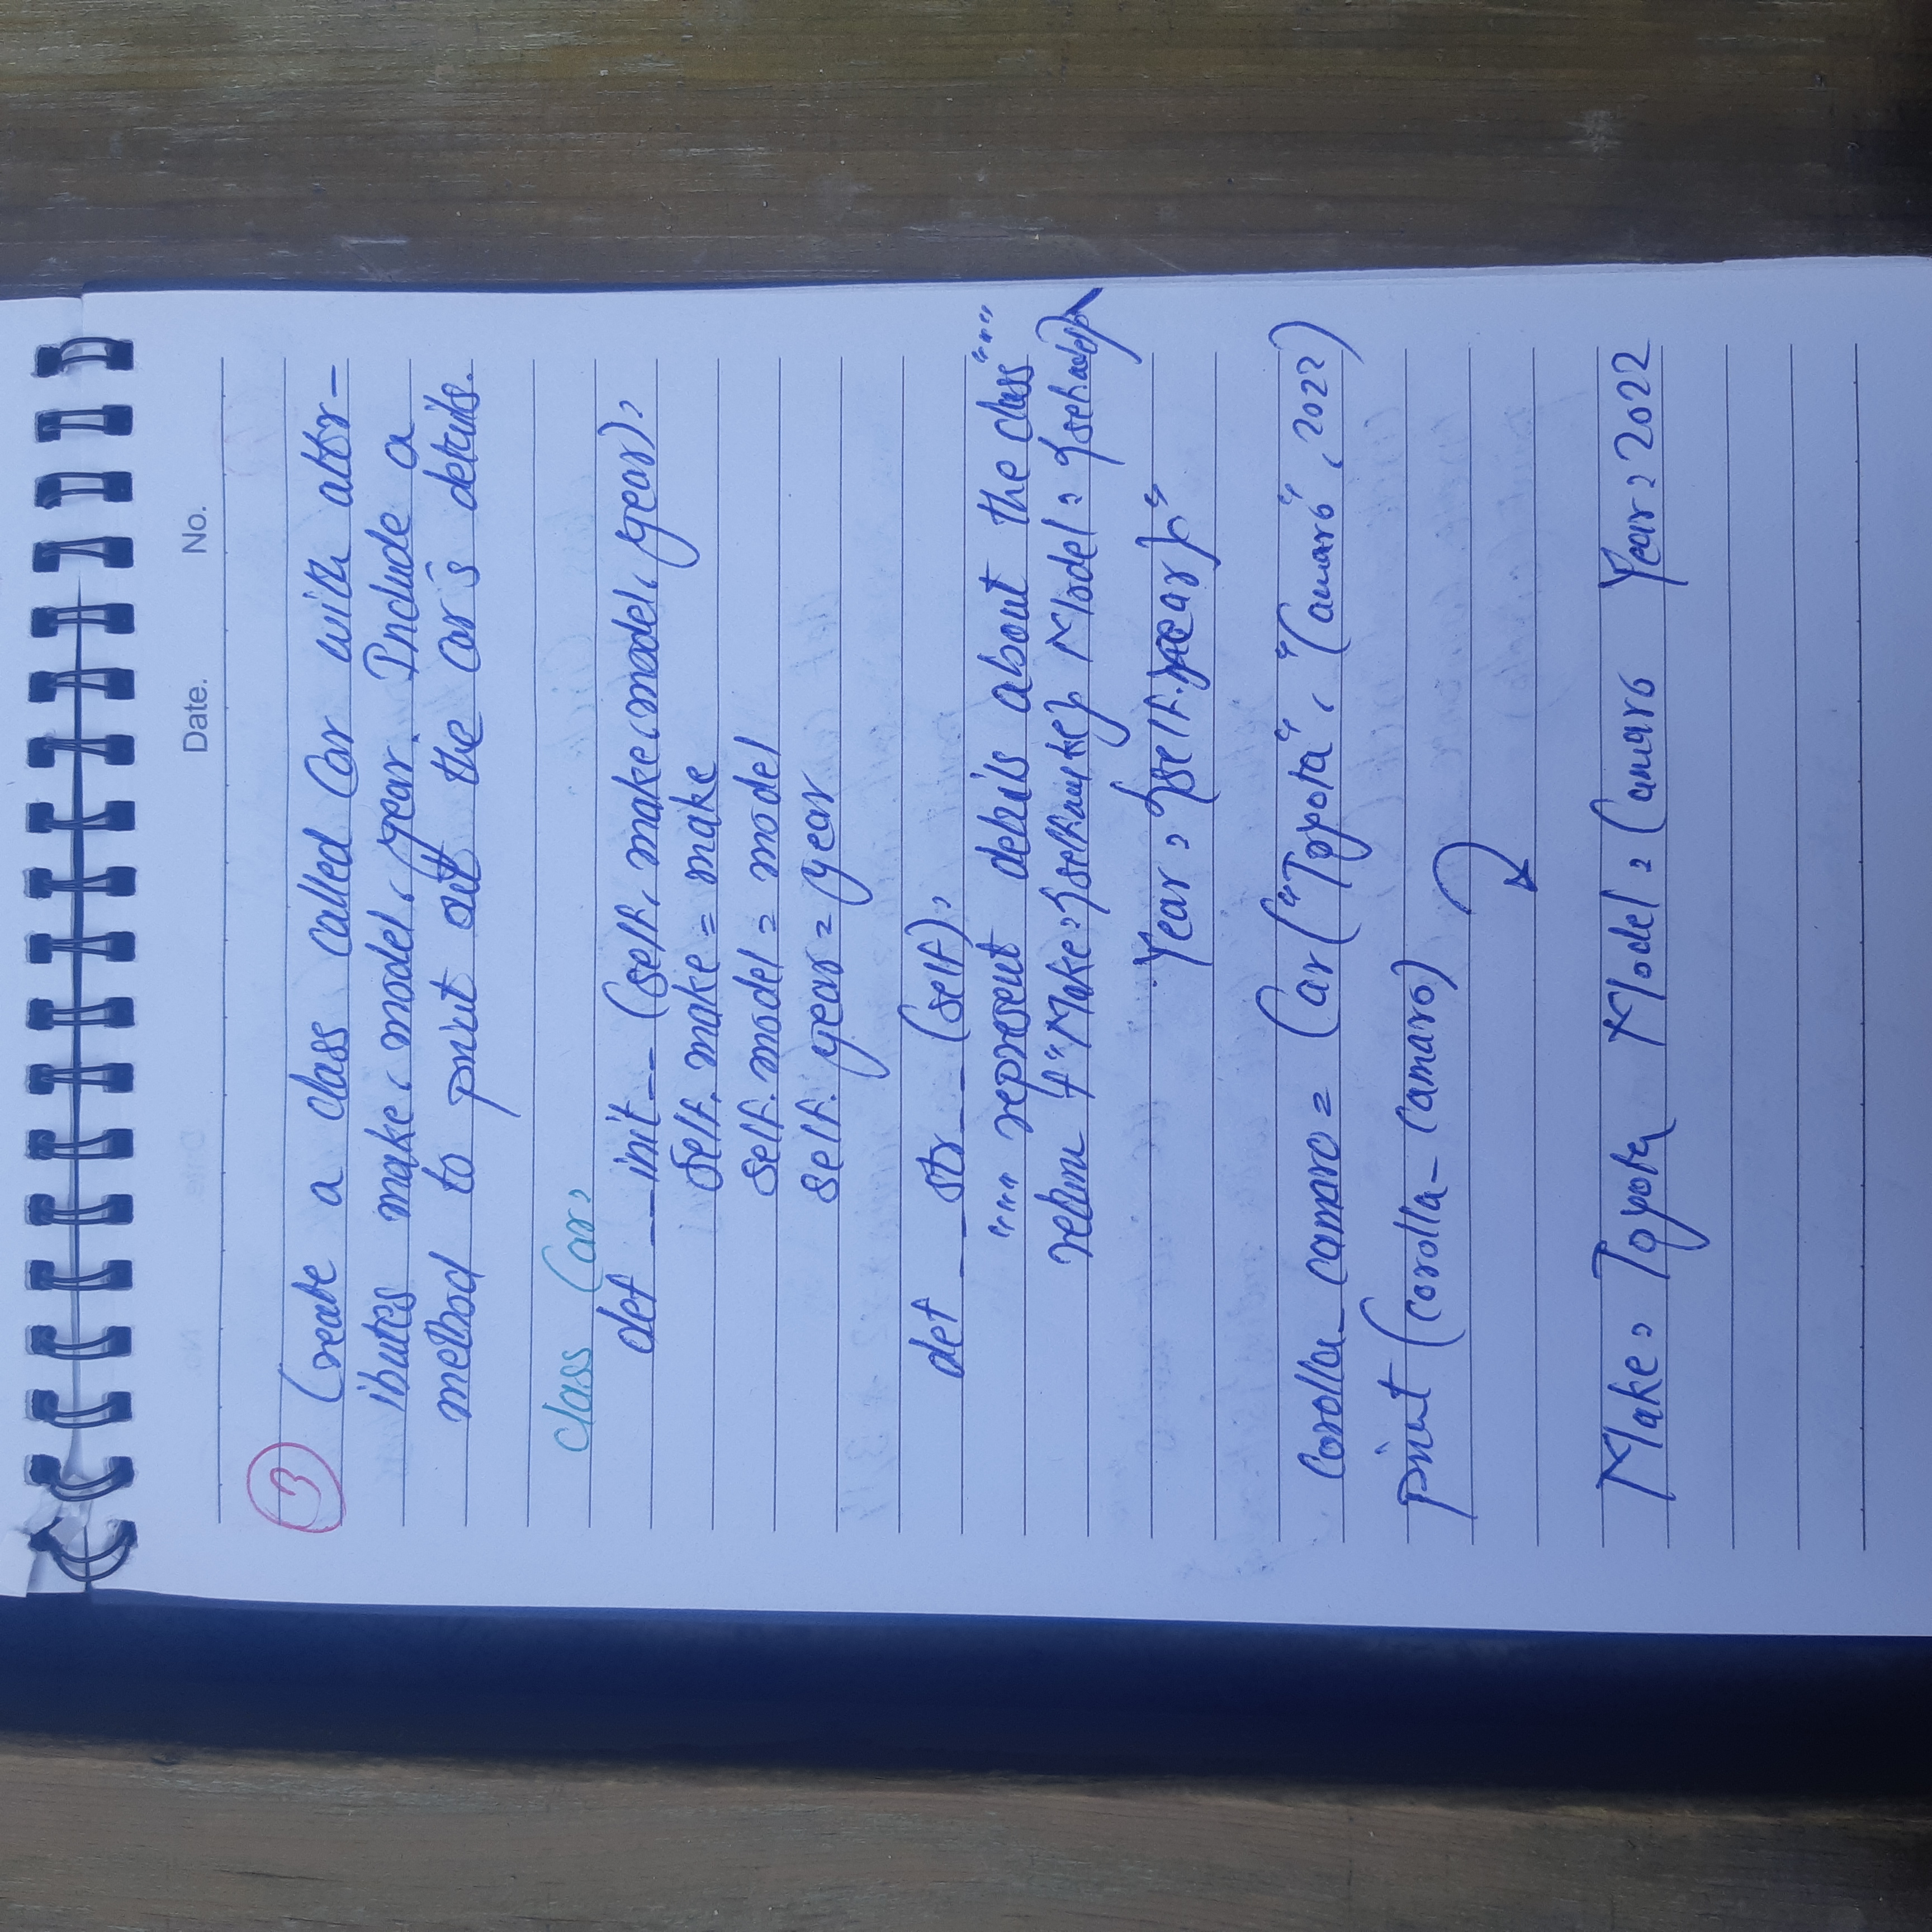 Date. No.
3 Create a class called Car with attr-
ibutes make, model, year. Include a
method to print out the car's details.
class Car:
def __init__ (self, make, model, year):
self. make = make
self. model = model
self. year = year
def __str__ (self):
""" represent details about the class """
return f"Make: {self.make} Model: {self.model}\
Year: {self.year}"
corolla_camaro = Car("Toyota", "Camaro", 2022)
print (corolla_camaro)
Make: Toyota Model: Camaro Year: 2022